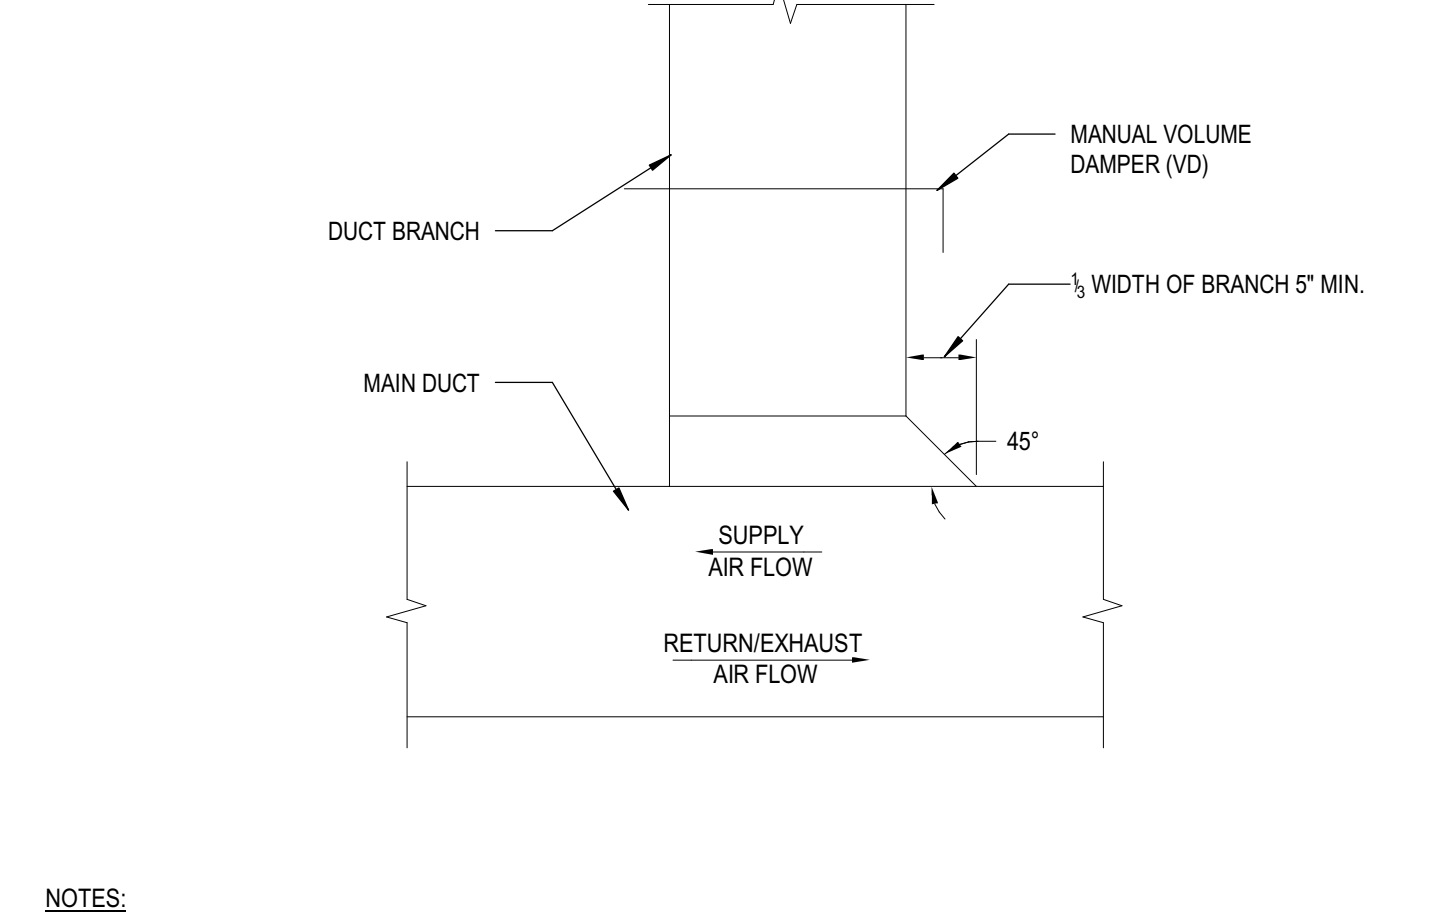 MANUAL VOLUME
DAMPER (VD)
DUCT BRANCH
⅓ WIDTH OF BRANCH 5" MIN.
MAIN DUCT
45°
SUPPLY
AIR FLOW
RETURN/EXHAUST
AIR FLOW
NOTES: